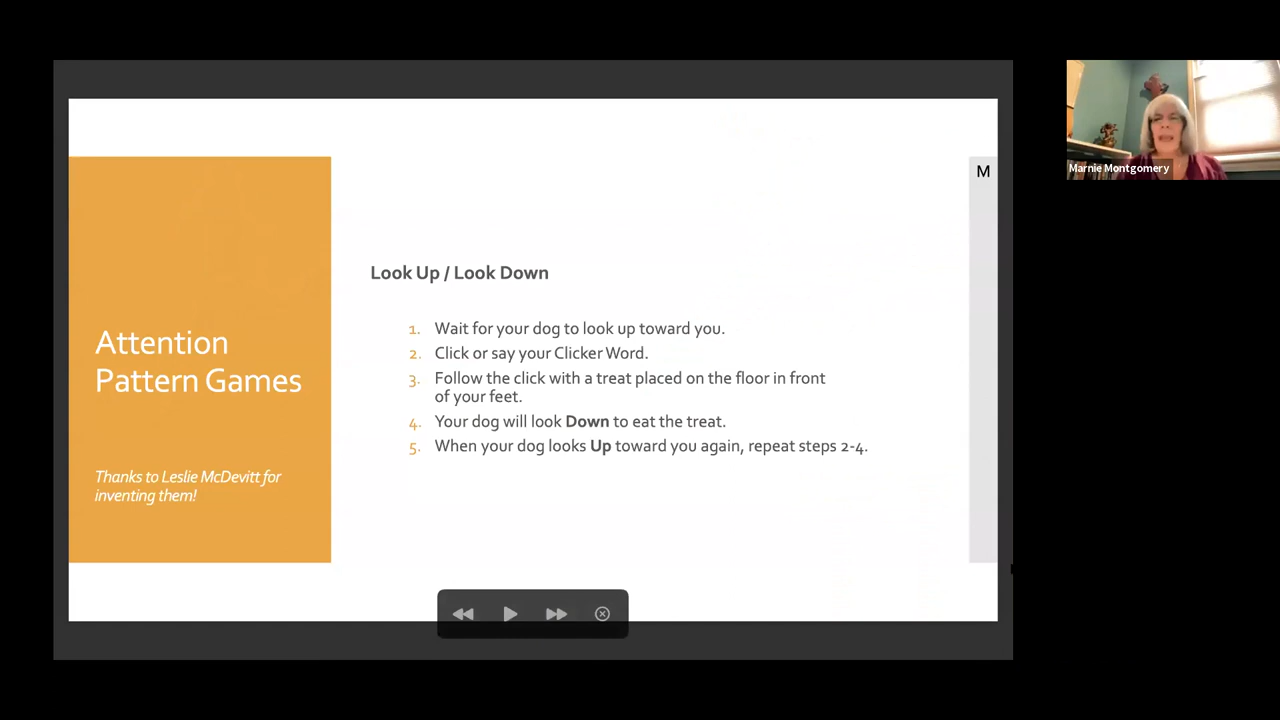 Attention
Pattern Games
Thanks to Leslie McDevitt for
inventing them!
Look Up / Look Down
1. Wait for your dog to look up toward you.
2. Click or say your Clicker Word.
3. Follow the click with a treat placed on the floor in front
of your feet.
4. Your dog will look Down to eat the treat.
5. When your dog looks Up toward you again, repeat steps 2-4.
M
Marnie Montgomery